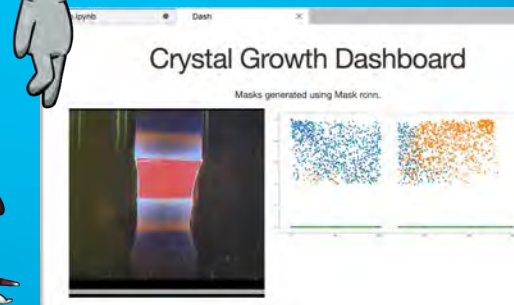 .ipynb
Dash
Crystal Growth Dashboard
Masks generated using Mask rcnn.